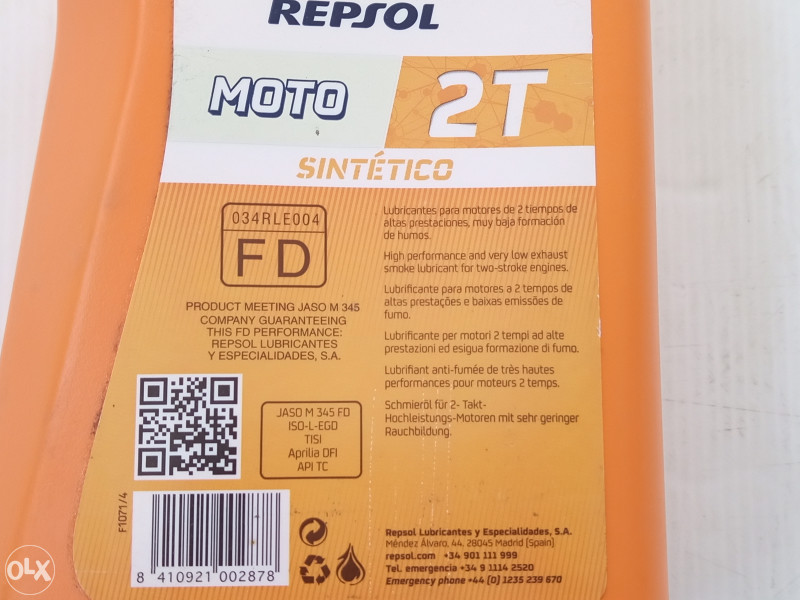 REPSOL
MOTO
2T
SINTÉTICO
034RLE004
FD
PRODUCT MEETING JASO M 345
COMPANY GUARANTEEING
THIS FD PERFORMANCE:
REPSOL LUBRICANTES
Y ESPECIALIDADES, S.A.
JASO M 345 FD
ISO-L-EGD
TISI
Aprilia DFI
API TC
Lubricantes para motores de 2 tiempos de
altas prestaciones, muy baja formación
de humos.
High performance and very low exhaust
smoke lubricant for two-stroke engines.
Lubrificante para motores a 2 tempos de
altas prestações e baixas emissões de
fumo.
Lubrificante per motori 2 tempi ad alte
prestazioni ed esigua formazione di fumo.
Lubrifiant anti-fumée de très hautes
performances pour moteurs 2 temps.
Schmieröl für 2- Takt-
Hochleistungs-Motoren mit sehr geringer
Rauchbildung.
F1071/4
8 410921 002878
Repsol Lubricantes y Especialidades, S.A.
Méndez Álvaro, 44. 28045 Madrid (Spain)
repsol.com +34 901 111 999
Tel. emergencia +34 9 1114 2520
Emergency phone +44 (0) 1235 239 670
OLX